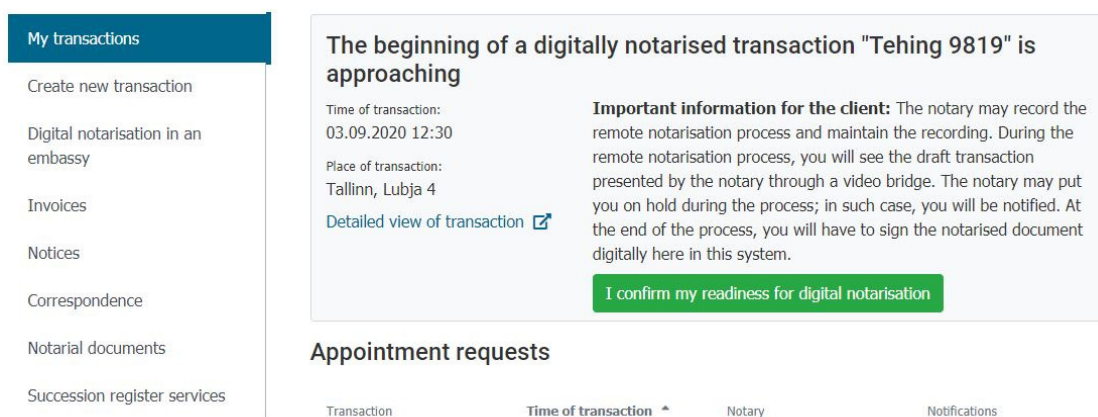 My transactions
Create new transaction
Digital notarisation in an
embassy
Invoices
Notices
Correspondence
Notarial documents
Succession register services
The beginning of a digitally notarised transaction "Tehing 9819" is
approaching
Time of transaction:
03.09.2020 12:30
Place of transaction:
Tallinn, Lubja 4
Detailed view of transaction
Important information for the client: The notary may record the
remote notarisation process and maintain the recording. During the
remote notarisation process, you will see the draft transaction
presented by the notary through a video bridge. The notary may put
you on hold during the process; in such case, you will be notified. At
the end of the process, you will have to sign the notarised document
digitally here in this system.
I confirm my readiness for digital notarisation
Appointment requests
Transaction Time of transaction Notary Notifications